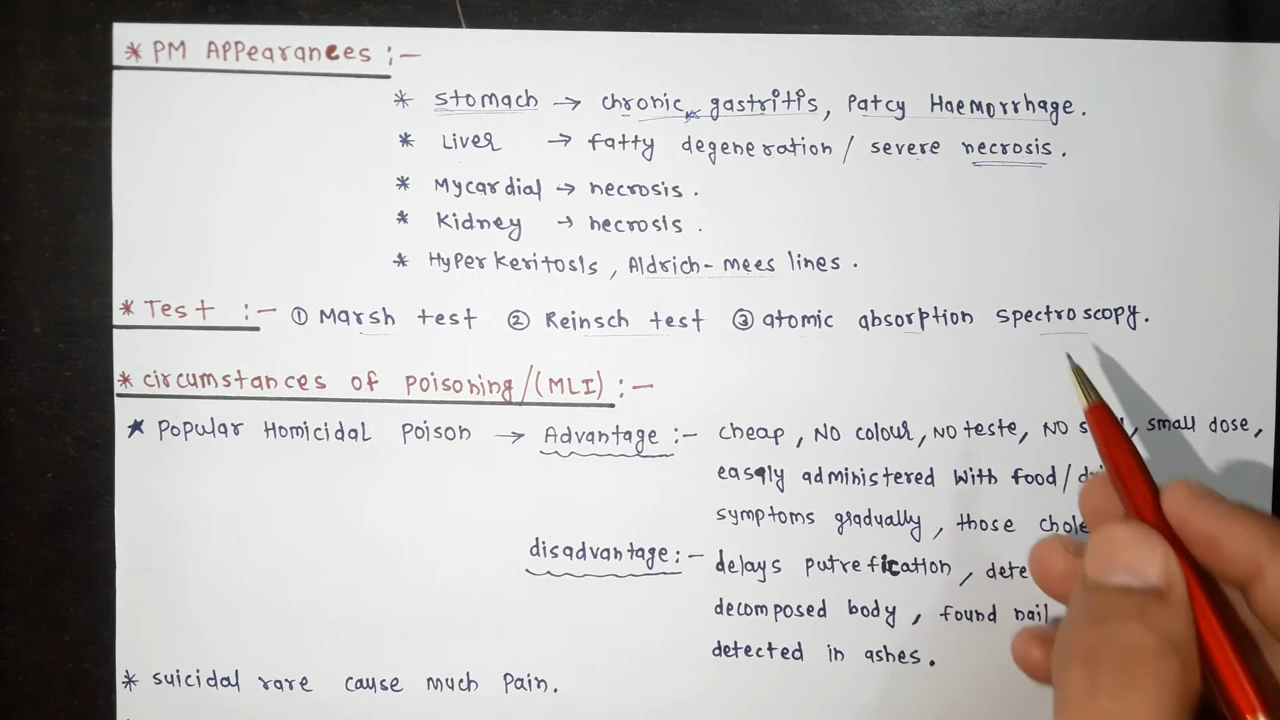 * PM Appearances :-
* stomach → chronic gastritis, Patcy Haemorrhage.
* Liver → fatty degeneration / severe necrosis.
* Mycardial → necrosis.
* Kidney → necrosis.
* Hyperkeritosis, Aldrich-mees lines.
* Test :- ① Marsh test ② Reinsch test ③ atomic absorption spectroscopy.
* circumstances of poisoning/(MLI) :-
* Popular Homicidal poison → Advantage :- cheap, No colour, No teste, No small dose,
easqly administered with food/
symptoms gradually, those
disadvantage :- delays putrefication,
decomposed body, found nail
detected in ashes.
* suicidal rare cause much pain.